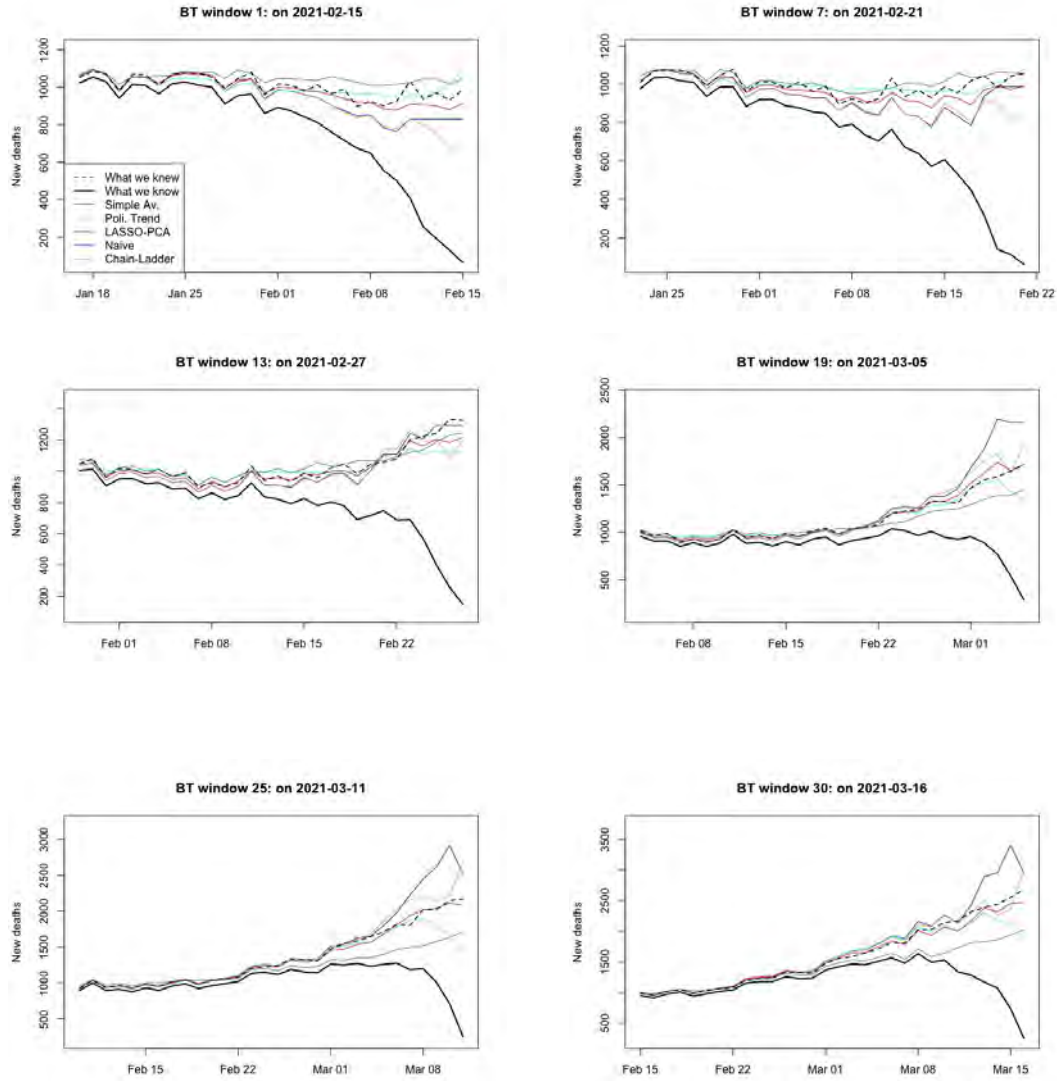 BT window 1: on 2021-02-15
New deaths
1200
1000
800
600
400
200
What we knew
What we know
Simple Av.
Poli. Trend
LASSO-PCA
Naive
Chain-Ladder
Jan 18 Jan 25 Feb 01 Feb 08 Feb 15
BT window 7: on 2021-02-21
New deaths
1200
1000
800
600
400
200
Jan 25 Feb 01 Feb 08 Feb 15 Feb 22
BT window 13: on 2021-02-27
New deaths
1200
1000
800
600
400
200
Feb 01 Feb 08 Feb 15 Feb 22
BT window 19: on 2021-03-05
New deaths
2500
2000
1500
1000
500
Feb 08 Feb 15 Feb 22 Mar 01
BT window 25: on 2021-03-11
New deaths
3000
2500
2000
1500
1000
500
Feb 15 Feb 22 Mar 01 Mar 08
BT window 30: on 2021-03-16
New deaths
3500
2500
1500
500
Feb 15 Feb 22 Mar 01 Mar 08 Mar 15